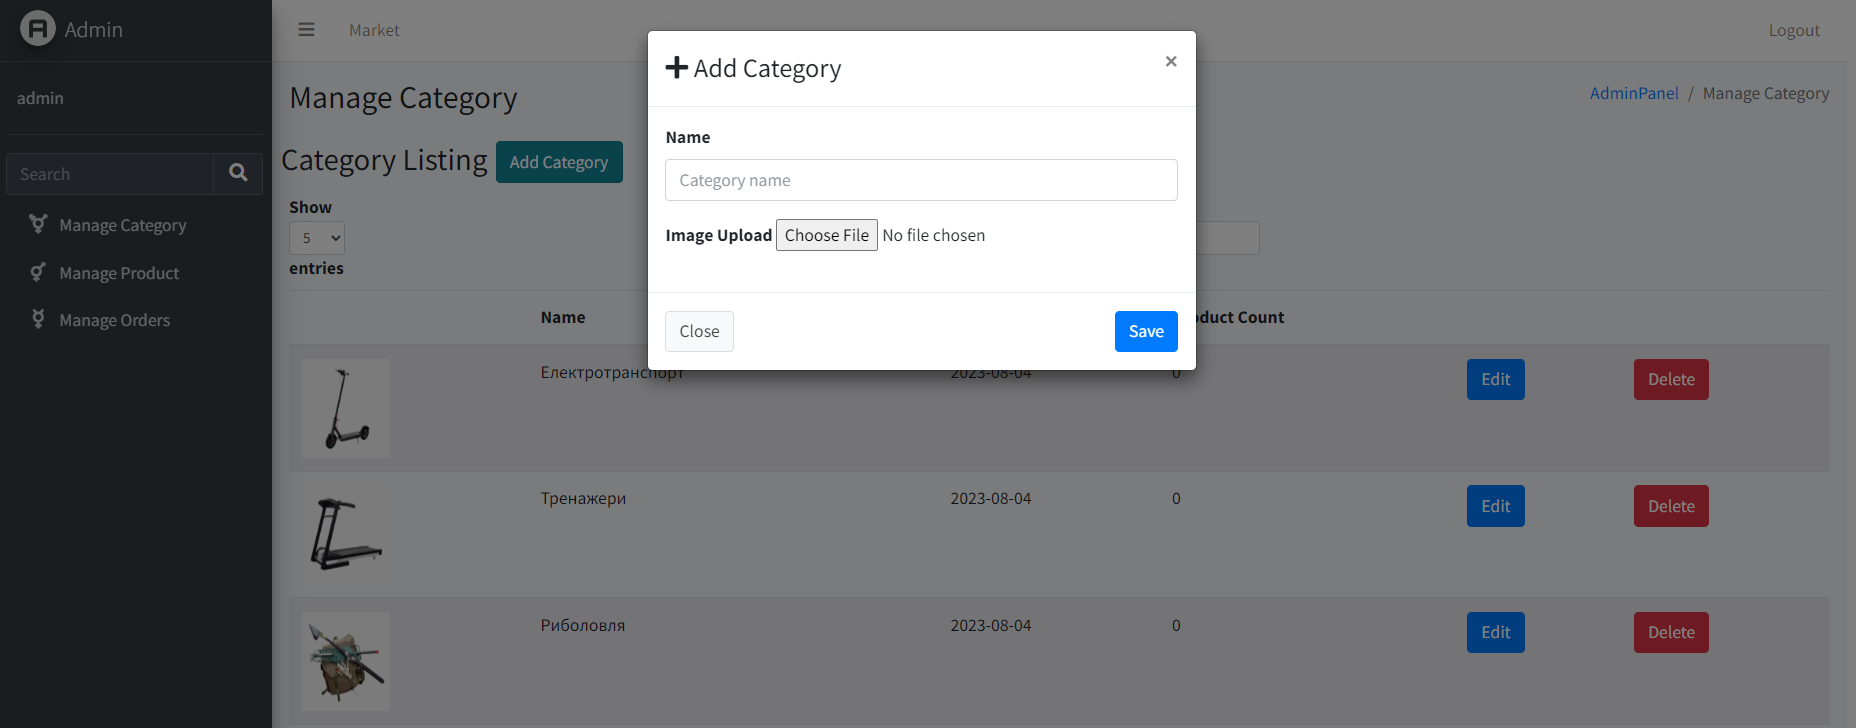 Admin
Market
Logout
admin
Search
Manage Category
Manage Product
Manage Orders
Manage Category
AdminPanel / Manage Category
Category Listing Add Category
Show
5
entries
Add Category ×
Name
Category name
Image Upload Choose File No file chosen
Close Save
Name oduct Count
Електротранспорт 2023-08-04 0 Edit Delete
Тренажери 2023-08-04 0 Edit Delete
Риболовля 2023-08-04 0 Edit Delete